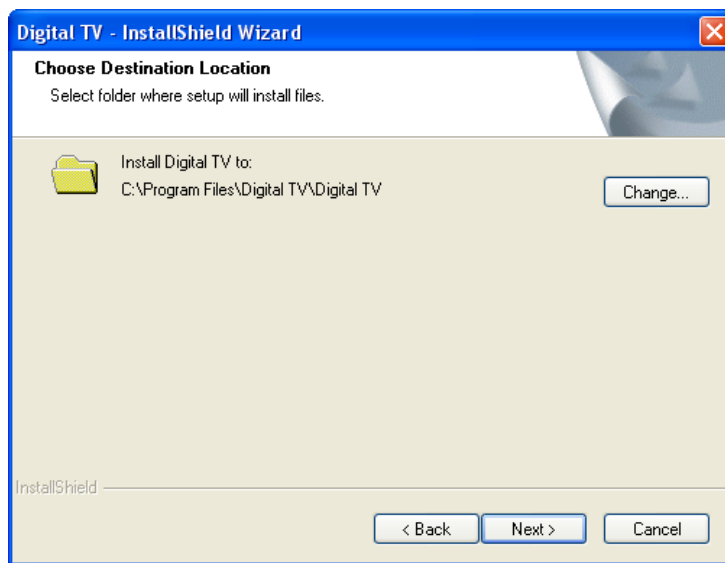 Digital TV - InstallShield Wizard
Choose Destination Location
Select folder where setup will install files.
Install Digital TV to:
C:\Program Files\Digital TV\Digital TV
Change...
InstallShield
< Back
Next >
Cancel